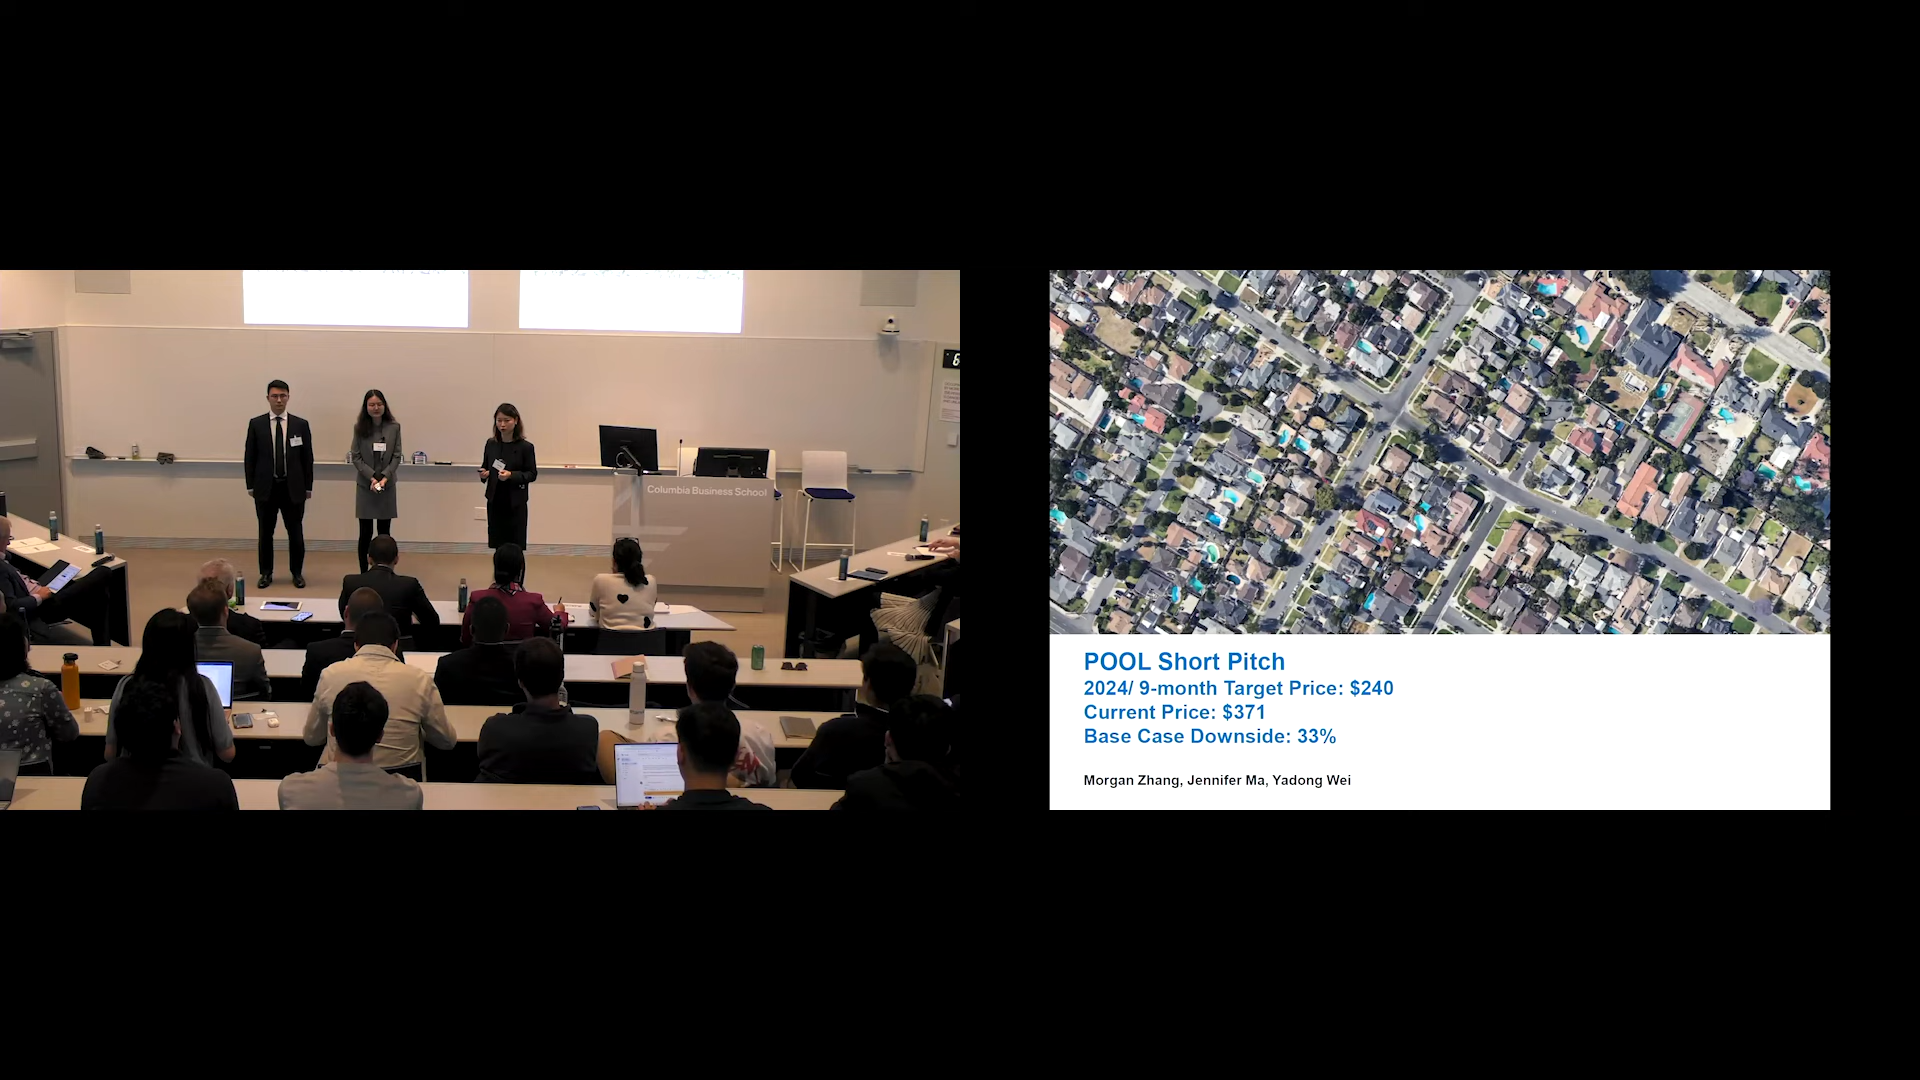 Columbia Business School
POOL Short Pitch
2024/ 9-month Target Price: $240
Current Price: $371
Base Case Downside: 33%
Morgan Zhang, Jennifer Ma, Yadong Wei